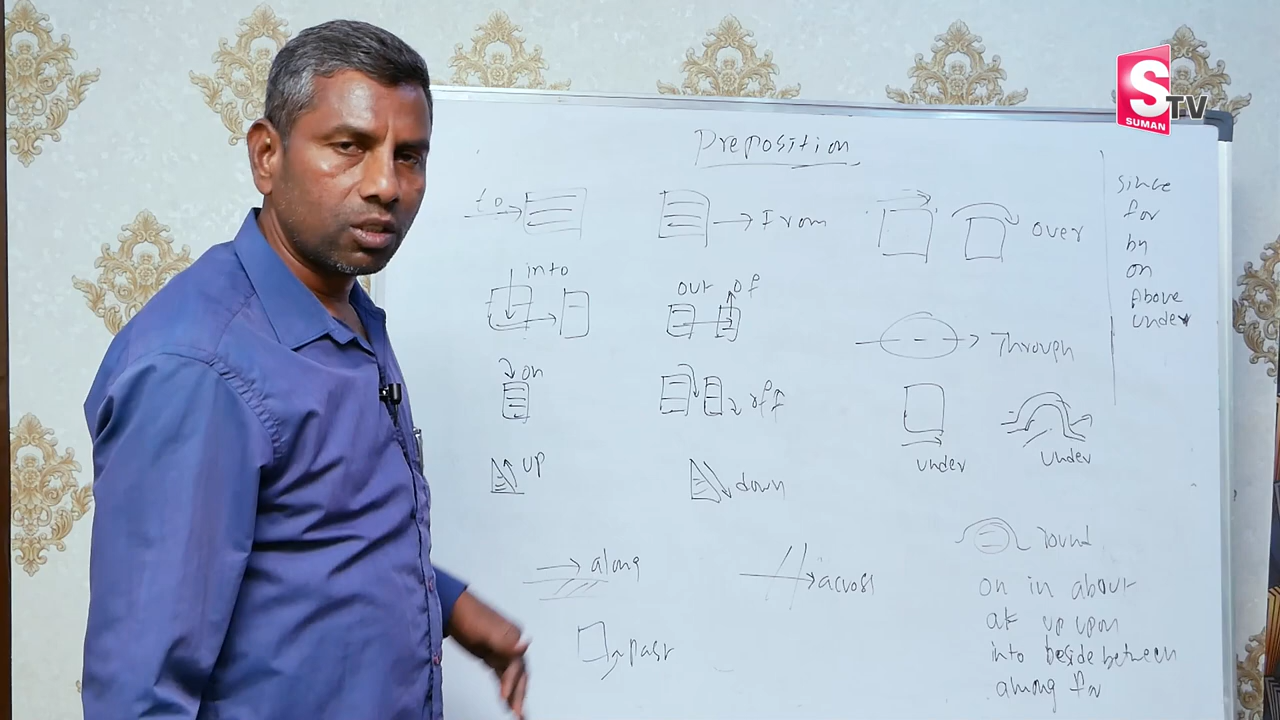 Preposition
to
From
over
into
out of
Through
on
off
under
under
up
down
along
across
past
round
on in about
at up upon
into beside between
among for
since
for
by
on
Above
under
S TV
SUMAN